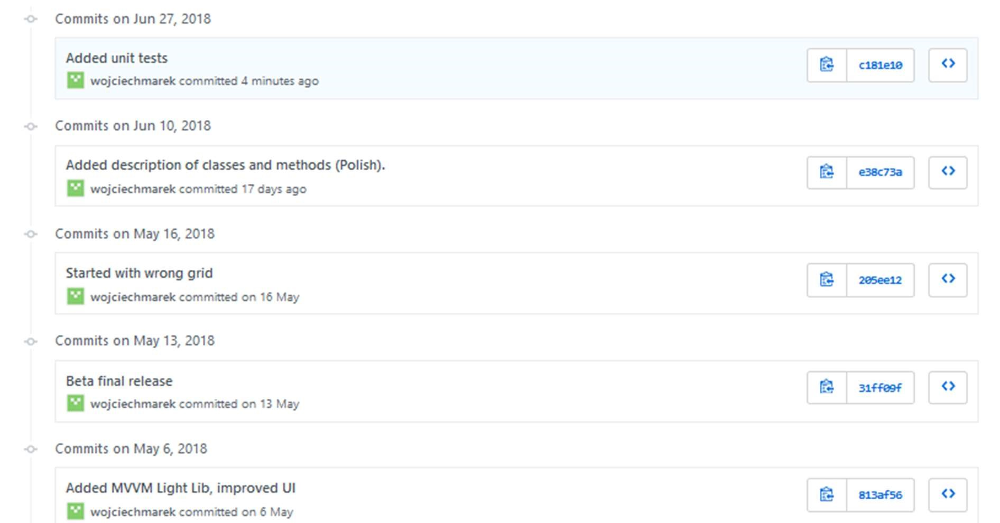 Commits on Jun 27, 2018
Added unit tests
c181e10
wojciechmarek committed 4 minutes ago
Commits on Jun 10, 2018
Added description of classes and methods (Polish).
e38c73a
wojciechmarek committed 17 days ago
Commits on May 16, 2018
Started with wrong grid
205ee12
wojciechmarek committed on 16 May
Commits on May 13, 2018
Beta final release
31ff09f
wojciechmarek committed on 13 May
Commits on May 6, 2018
Added MVVM Light Lib, improved UI
813af56
wojciechmarek committed on 6 May